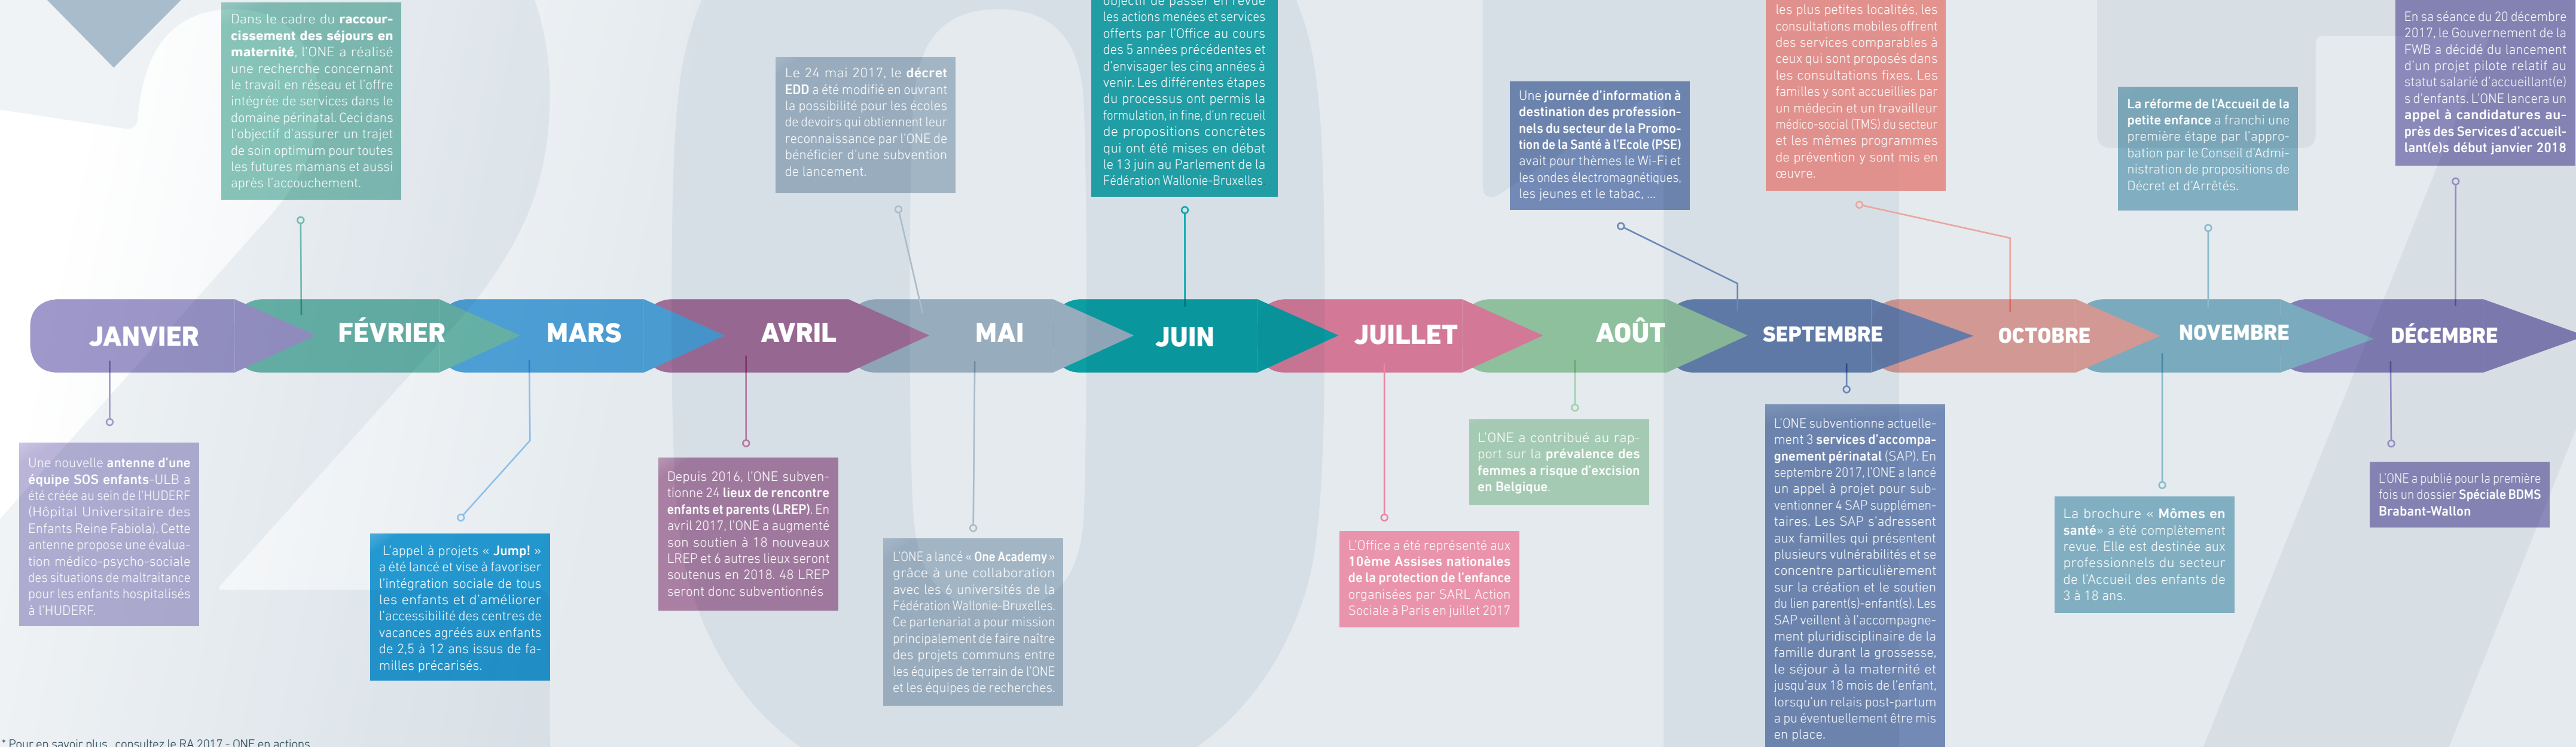 Dans le cadre du raccour-
cissement des séjours en
maternité, l'ONE a réalisé
une recherche concernant
le travail en réseau et l'offre
intégrée de services dans le
domaine périnatal. Ceci dans
l'objectif d'assurer un trajet
de soin optimum pour toutes
les futures mamans et aussi
après l'accouchement.
Le 24 mai 2017, le décret
EDD a été modifié en ouvrant
la possibilité pour les écoles
de devoirs qui obtiennent leur
reconnaissance par l'ONE de
bénéficier d'une subvention
de lancement.
objectif de passer en revue
les actions menées et services
offerts par l'Office au cours
des 5 années précédentes et
d'envisager les cinq années à
venir. Les différentes étapes
du processus ont permis la
formulation, in fine, d'un recueil
de propositions concrètes
qui ont été mises en débat
le 13 juin au Parlement de la
Fédération Wallonie-Bruxelles
Une journée d'information à
destination des profession-
nels du secteur de la Promo-
tion de la Santé à l'Ecole (PSE)
avait pour thèmes le Wi-Fi et
les ondes électromagnétiques,
les jeunes et le tabac, ...
les plus petites localités, les
consultations mobiles offrent
des services comparables à
ceux qui sont proposés dans
les consultations fixes. Les
familles y sont accueillies par
un médecin et un travailleur
médico-social (TMS) du secteur
et les mêmes programmes
de prévention y sont mis en
œuvre.
La réforme de l'Accueil de la
petite enfance a franchi une
première étape par l'appro-
bation par le Conseil d'Admi-
nistration de propositions de
Décret et d'Arrêtés.
En sa séance du 20 décembre
2017, le Gouvernement de la
FWB a décidé du lancement
d'un projet pilote relatif au
statut salarié d'accueillant(e)
s d'enfants. L'ONE lancera un
appel à candidatures au-
près des Services d'accueil-
lant(e)s début janvier 2018
JANVIER
FÉVRIER
MARS
AVRIL
MAI
JUIN
JUILLET
AOÛT
SEPTEMBRE
OCTOBRE
NOVEMBRE
DÉCEMBRE
Une nouvelle antenne d'une
équipe SOS enfants-ULB a
été créée au sein de l'HUDERF
(Hôpital Universitaire des
Enfants Reine Fabiola). Cette
antenne propose une évalua-
tion médico-psycho-sociale
des situations de maltraitance
pour les enfants hospitalisés
à l'HUDERF.
L'appel à projets « Jump! »
a été lancé et vise à favoriser
l'intégration sociale de tous
les enfants et d'améliorer
l'accessibilité des centres de
vacances agréés aux enfants
de 2,5 à 12 ans issus de fa-
milles précarisés.
Depuis 2016, l'ONE subven-
tionne 24 lieux de rencontre
enfants et parents (LREP). En
avril 2017, l'ONE a augmenté
son soutien à 18 nouveaux
LREP et 6 autres lieux seront
soutenus en 2018. 48 LREP
seront donc subventionnés
L'ONE a lancé « One Academy »
grâce à une collaboration
avec les 6 universités de la
Fédération Wallonie-Bruxelles.
Ce partenariat a pour mission
principalement de faire naître
des projets communs entre
les équipes de terrain de l'ONE
et les équipes de recherches.
L'Office a été représenté aux
10ème Assises nationales
de la protection de l'enfance
organisées par SARL Action
Sociale à Paris en juillet 2017
L'ONE a contribué au rap-
port sur la prévalence des
femmes a risque d'excision
en Belgique.
L'ONE subventionne actuelle-
ment 3 services d'accompa-
gnement périnatal (SAP). En
septembre 2017, l'ONE a lancé
un appel à projet pour sub-
ventionner 4 SAP supplémen-
taires. Les SAP s'adressent
aux familles qui présentent
plusieurs vulnérabilités et se
concentre particulièrement
sur la création et le soutien
du lien parent(s)-enfant(s). Les
SAP veillent à l'accompagne-
ment pluridisciplinaire de la
famille durant la grossesse,
le séjour à la maternité et
jusqu'aux 18 mois de l'enfant,
lorsqu'un relais post-partum
a pu éventuellement être mis
en place.
La brochure « Mômes en
santé» a été complètement
revue. Elle est destinée aux
professionnels du secteur
de l'Accueil des enfants de
3 à 18 ans.
L'ONE a publié pour la première
fois un dossier Spéciale BDMS
Brabant-Wallon
* Pour en savoir plus, consultez le RA 2017 - ONE en actions